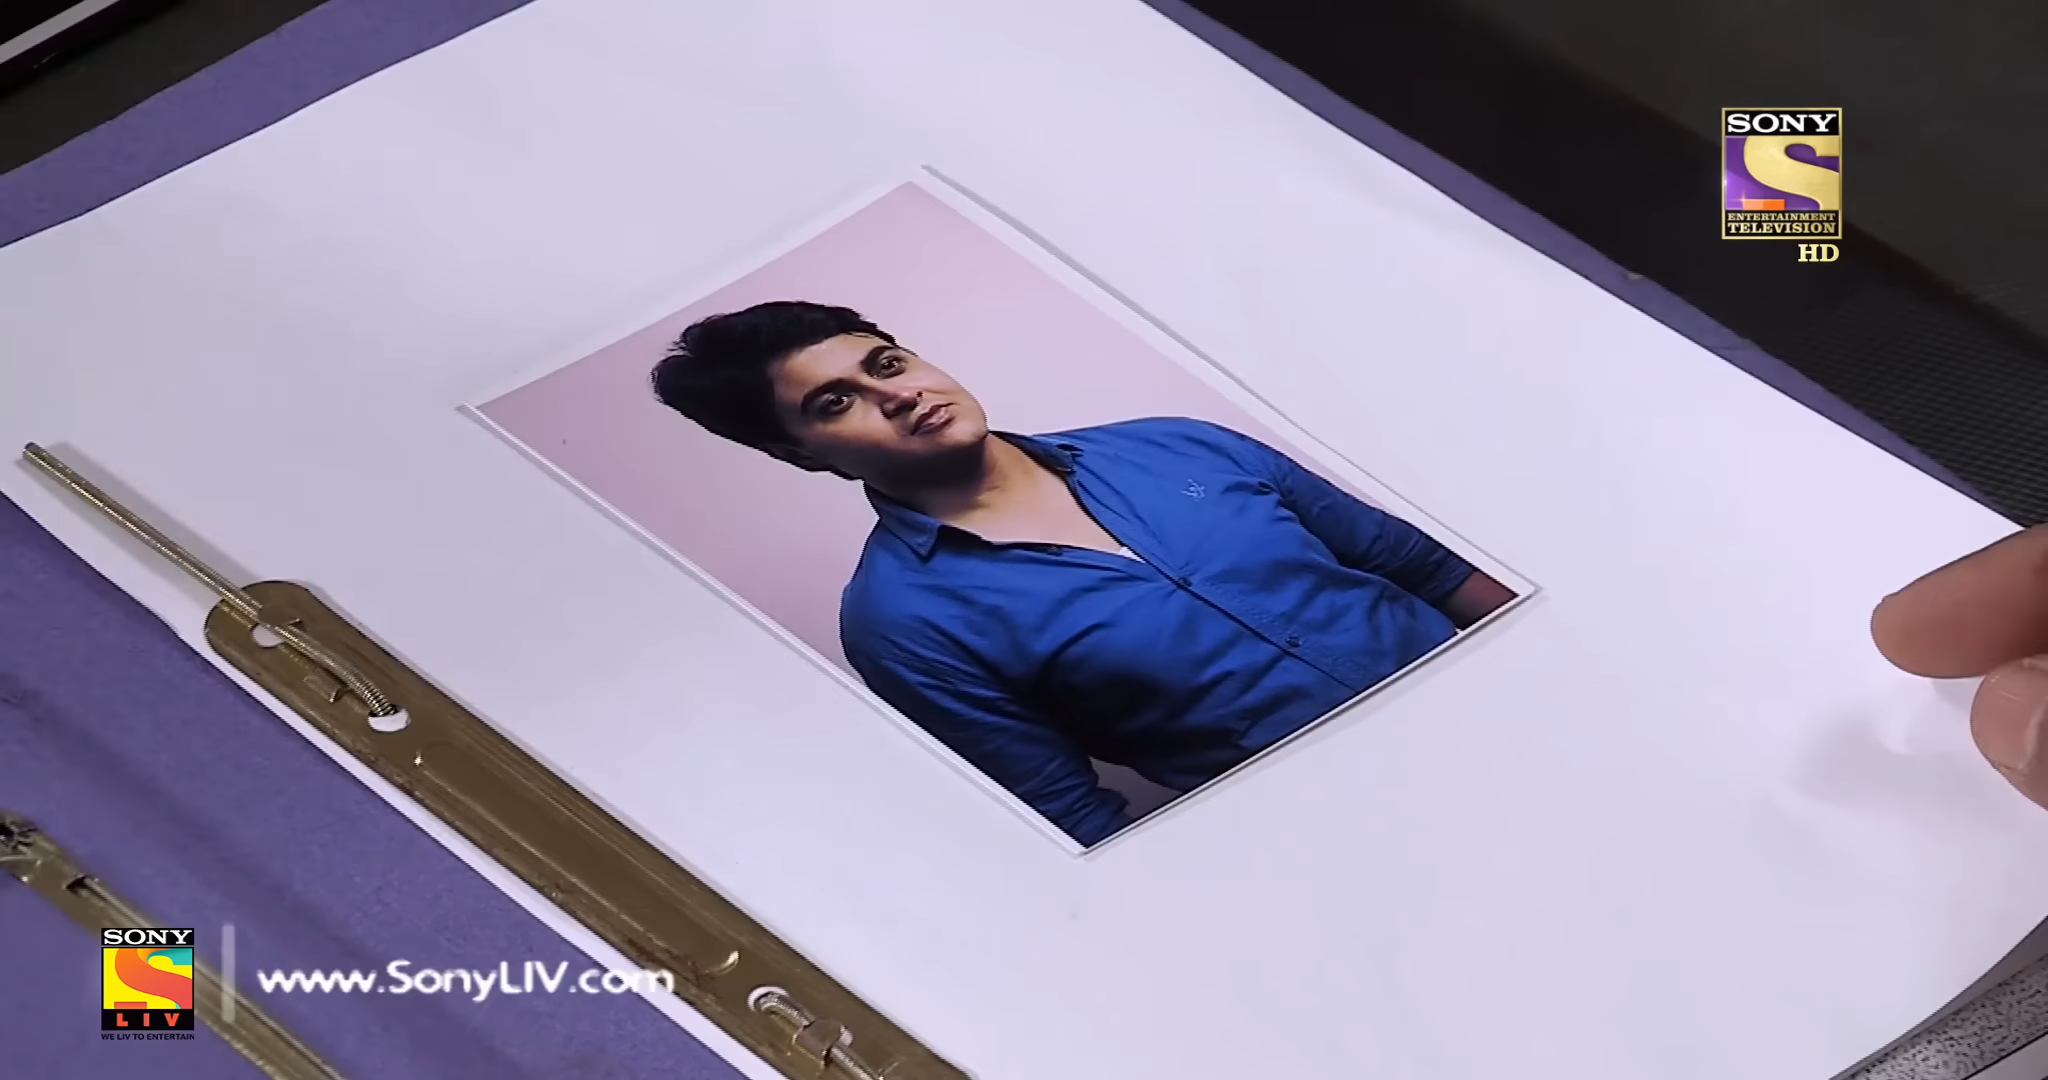 SONY
ENTERTAINMENT
TELEVISION
HD
SONY
LIV
WE LIV TO ENTERTAIN
www.SonyLIV.com